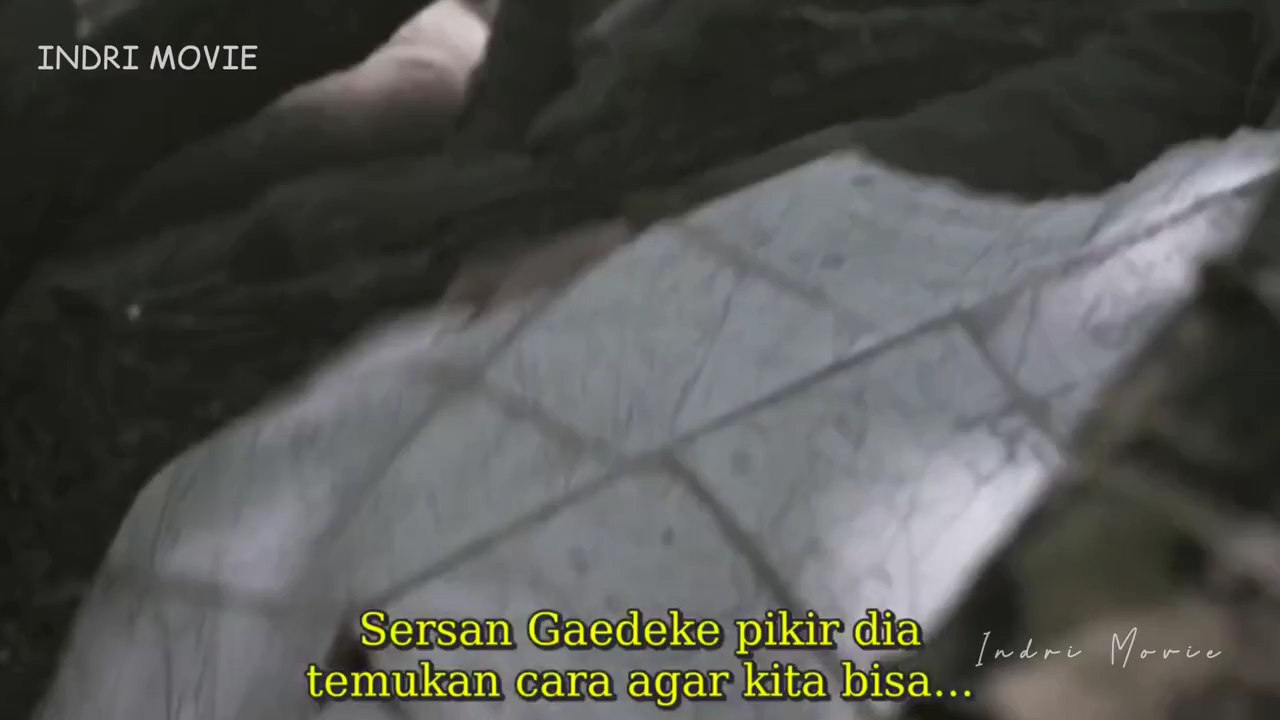 INDRI MOVIE
Sersan Gaedeke pikir dia
temukan cara agar kita bisa...
Indri Movie